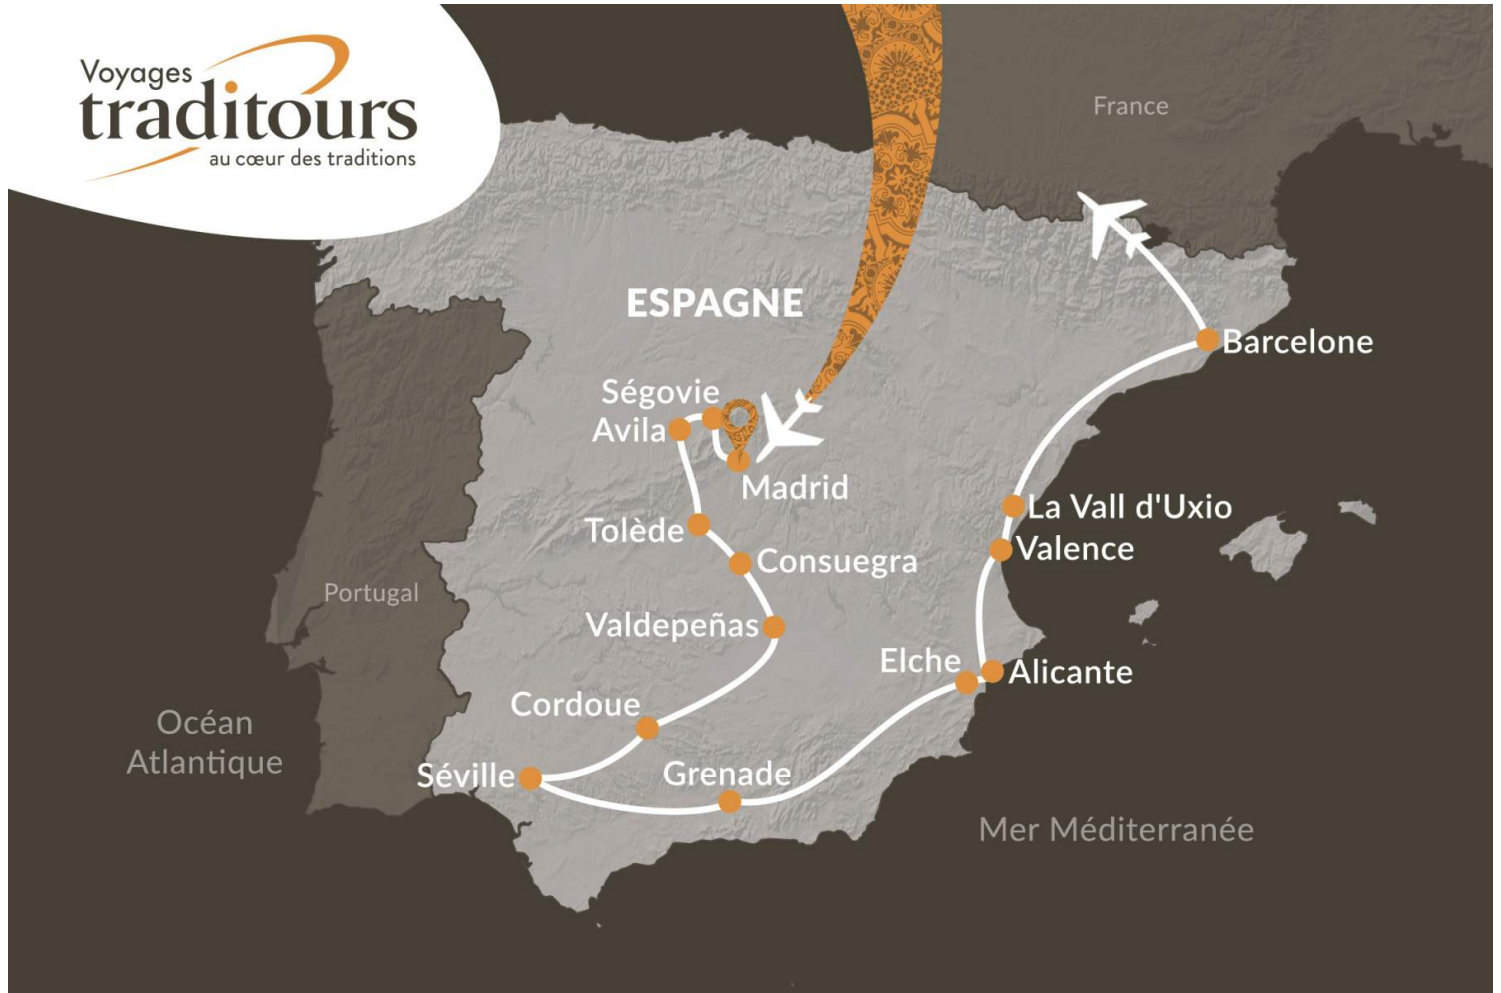 Voyages
traditours
au cœur des traditions
France
ESPAGNE
Barcelone
Ségovie
Avila
Madrid
La Vall d'Uxio
Tolède
Valence
Consuegra
Portugal
Valdepeñas
Elche
Alicante
Cordoue
Océan
Atlantique
Séville
Grenade
Mer Méditerranée